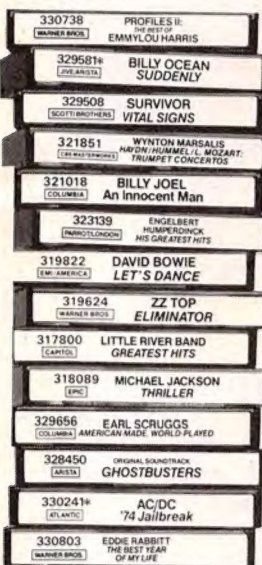 330738
WARNER BROS.
PROFILES II:
THE BEST OF
EMMYLOU HARRIS
329581*
JIVE/ARISTA
BILLY OCEAN
SUDDENLY
329508
SCOTTI BROTHERS
SURVIVOR
VITAL SIGNS
321851
CBS MASTERWORKS
WYNTON MARSALIS
HAYDN/HUMMEL/L. MOZART:
TRUMPET CONCERTOS
321018
COLUMBIA
BILLY JOEL
An Innocent Man
323139
PARROT/LONDON
ENGELBERT
HUMPERDINCK
HIS GREATEST HITS
319822
EMI/AMERICA
DAVID BOWIE
LET'S DANCE
319624
WARNER BROS.
ZZ TOP
ELIMINATOR
317800
CAPITOL
LITTLE RIVER BAND
GREATEST HITS
318089
EPIC
MICHAEL JACKSON
THRILLER
329656
COLUMBIA
EARL SCRUGGS
AMERICAN-MADE, WORLD-PLAYED
328450
ARISTA
ORIGINAL SOUNDTRACK
GHOSTBUSTERS
330241*
ATLANTIC
AC/DC
'74 Jailbreak
330803
WARNER BROS.
EDDIE RABBITT
THE BEST YEAR
OF MY LIFE